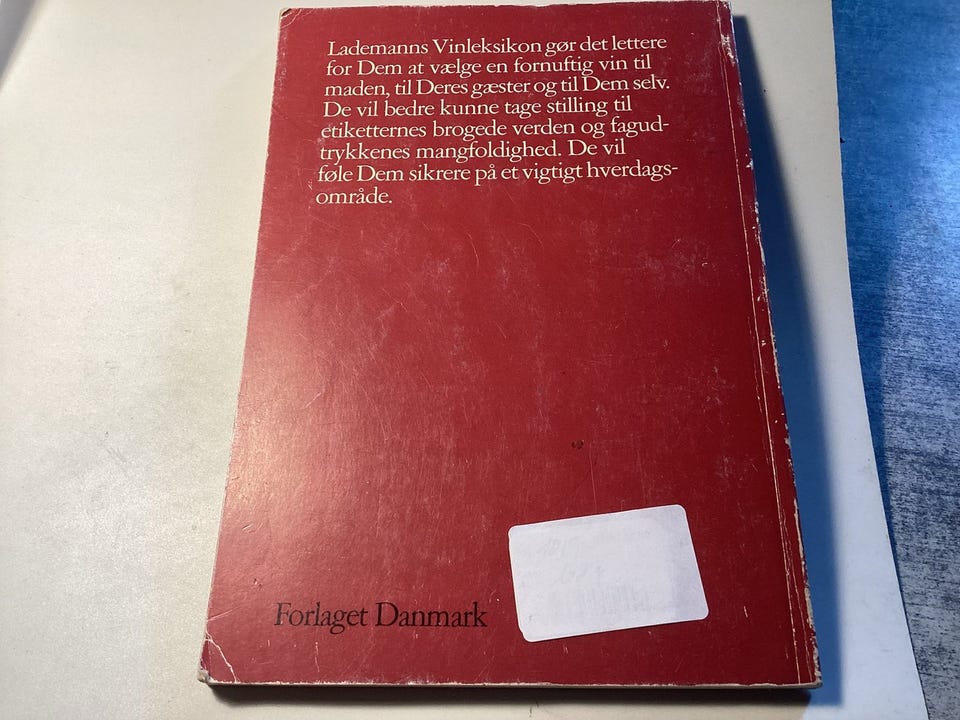 Lademanns Vinleksikon gør det lettere
for Dem at vælge en fornuftig vin til
maden, til Deres gæster og til Dem selv.
De vil bedre kunne tage stilling til
etiketternes brogede verden og fagud-
trykkenes mangfoldighed. De vil
føle Dem sikrere på et vigtigt hverdags-
område.
Forlaget Danmark